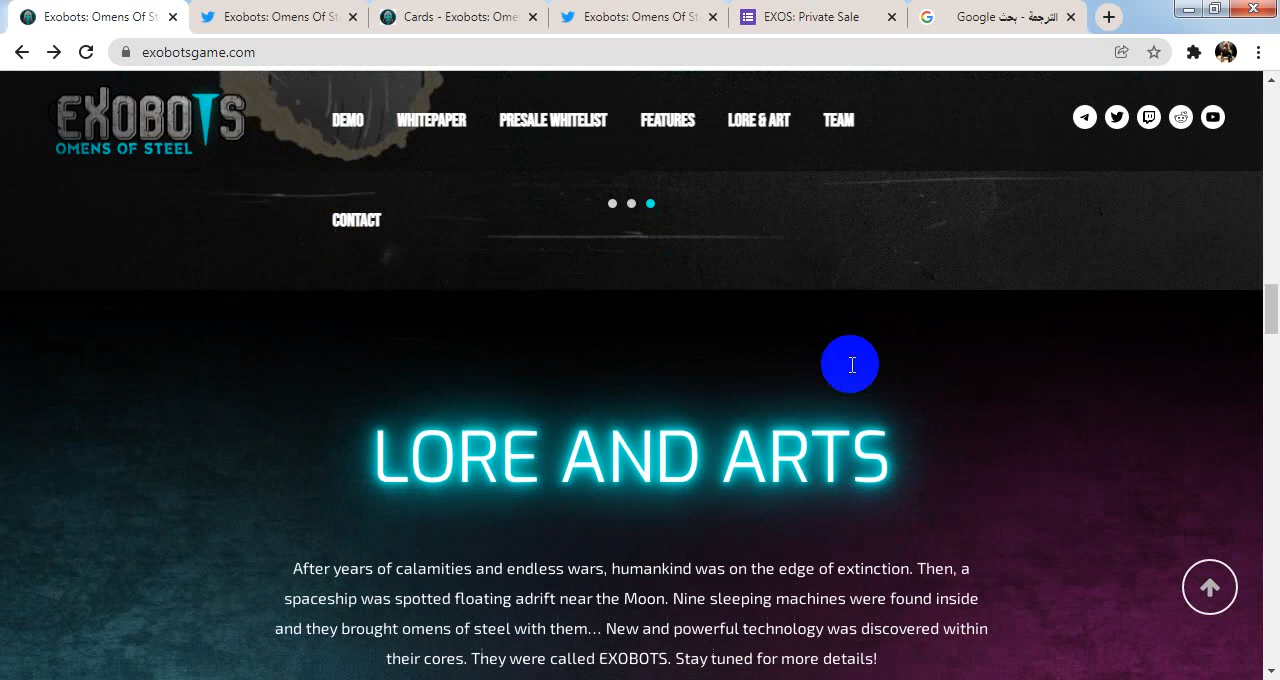 Exobots: Omens Of St
Exobots: Omens Of St
Cards - Exobots: Ome
Exobots: Omens Of St
EXOS: Private Sale
الترجمة - بحث Google
exobotsgame.com
EXOBOTS
OMENS OF STEEL
DEMO
WHITEPAPER
PRESALE WHITELIST
FEATURES
LORE & ART
TEAM
CONTACT
LORE AND ARTS
After years of calamities and endless wars, humankind was on the edge of extinction. Then, a
spaceship was spotted floating adrift near the Moon. Nine sleeping machines were found inside
and they brought omens of steel with them… New and powerful technology was discovered within
their cores. They were called EXOBOTS. Stay tuned for more details!